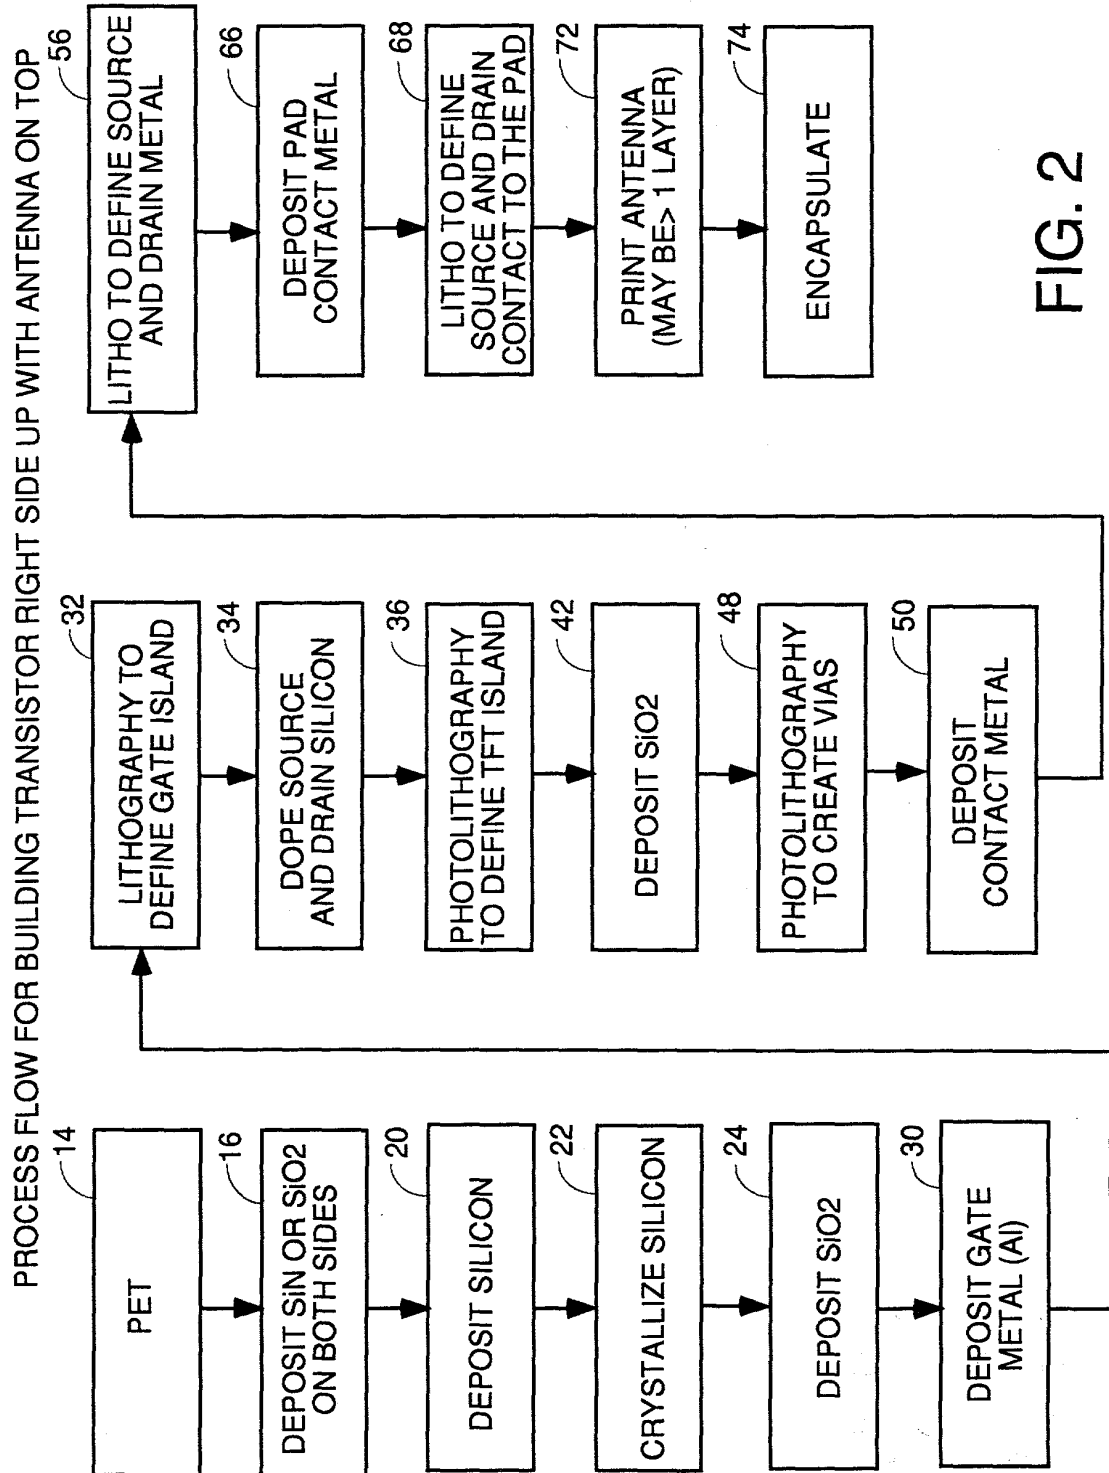 PROCESS FLOW FOR BUILDING TRANSISTOR RIGHT SIDE UP WITH ANTENNA ON TOP
14
PET
16
DEPOSIT SiN OR SiO2
ON BOTH SIDES
20
DEPOSIT SILICON
22
CRYSTALLIZE SILICON
24
DEPOSIT SiO2
30
DEPOSIT GATE
METAL (Al)
32
LITHOGRAPHY TO
DEFINE GATE ISLAND
34
DOPE SOURCE
AND DRAIN SILICON
36
PHOTOLITHOGRAPHY
TO DEFINE TFT ISLAND
42
DEPOSIT SiO2
48
PHOTOLITHOGRAPHY
TO CREATE VIAS
50
DEPOSIT
CONTACT METAL
56
LITHO TO DEFINE SOURCE
AND DRAIN METAL
66
DEPOSIT PAD
CONTACT METAL
68
LITHO TO DEFINE
SOURCE AND DRAIN
CONTACT TO THE PAD
72
PRINT ANTENNA
(MAY BE> 1 LAYER)
74
ENCAPSULATE
FIG. 2